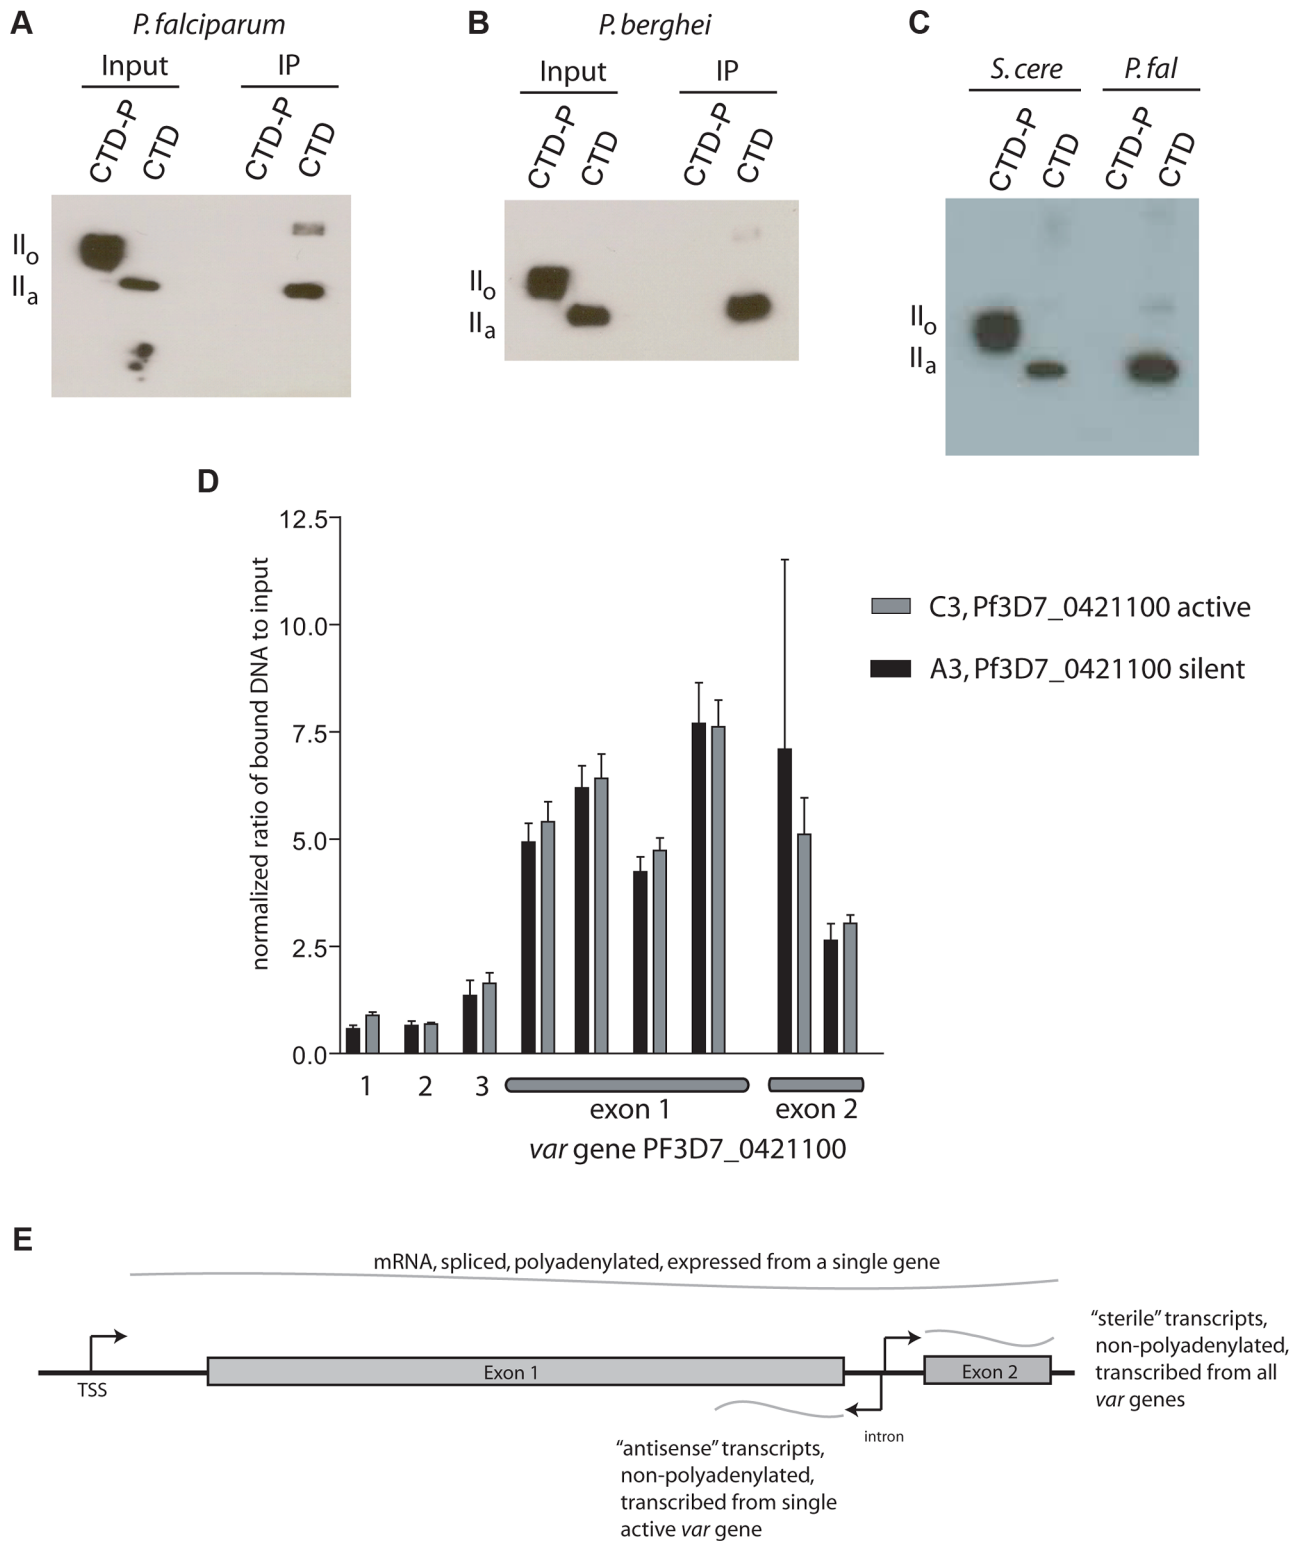 A
P. falciparum
Input
IP
CTD-P
CTD
CTD-P
CTD
IIo
IIa
B
P. berghei
Input
IP
CTD-P
CTD
CTD-P
CTD
IIo
IIa
C
S. cere
P. fal
CTD-P
CTD
CTD-P
CTD
IIo
IIa
D
normalized ratio of bound DNA to input
12.5
10.0
7.5
5.0
2.5
0.0
1
2
3
exon 1
exon 2
var gene PF3D7_0421100
C3, Pf3D7_0421100 active
A3, Pf3D7_0421100 silent
E
mRNA, spliced, polyadenylated, expressed from a single gene
TSS
Exon 1
Exon 2
intron
"sterile" transcripts,
non-polyadenylated,
transcribed from all
var genes
"antisense" transcripts,
non-polyadenylated,
transcribed from single
active var gene